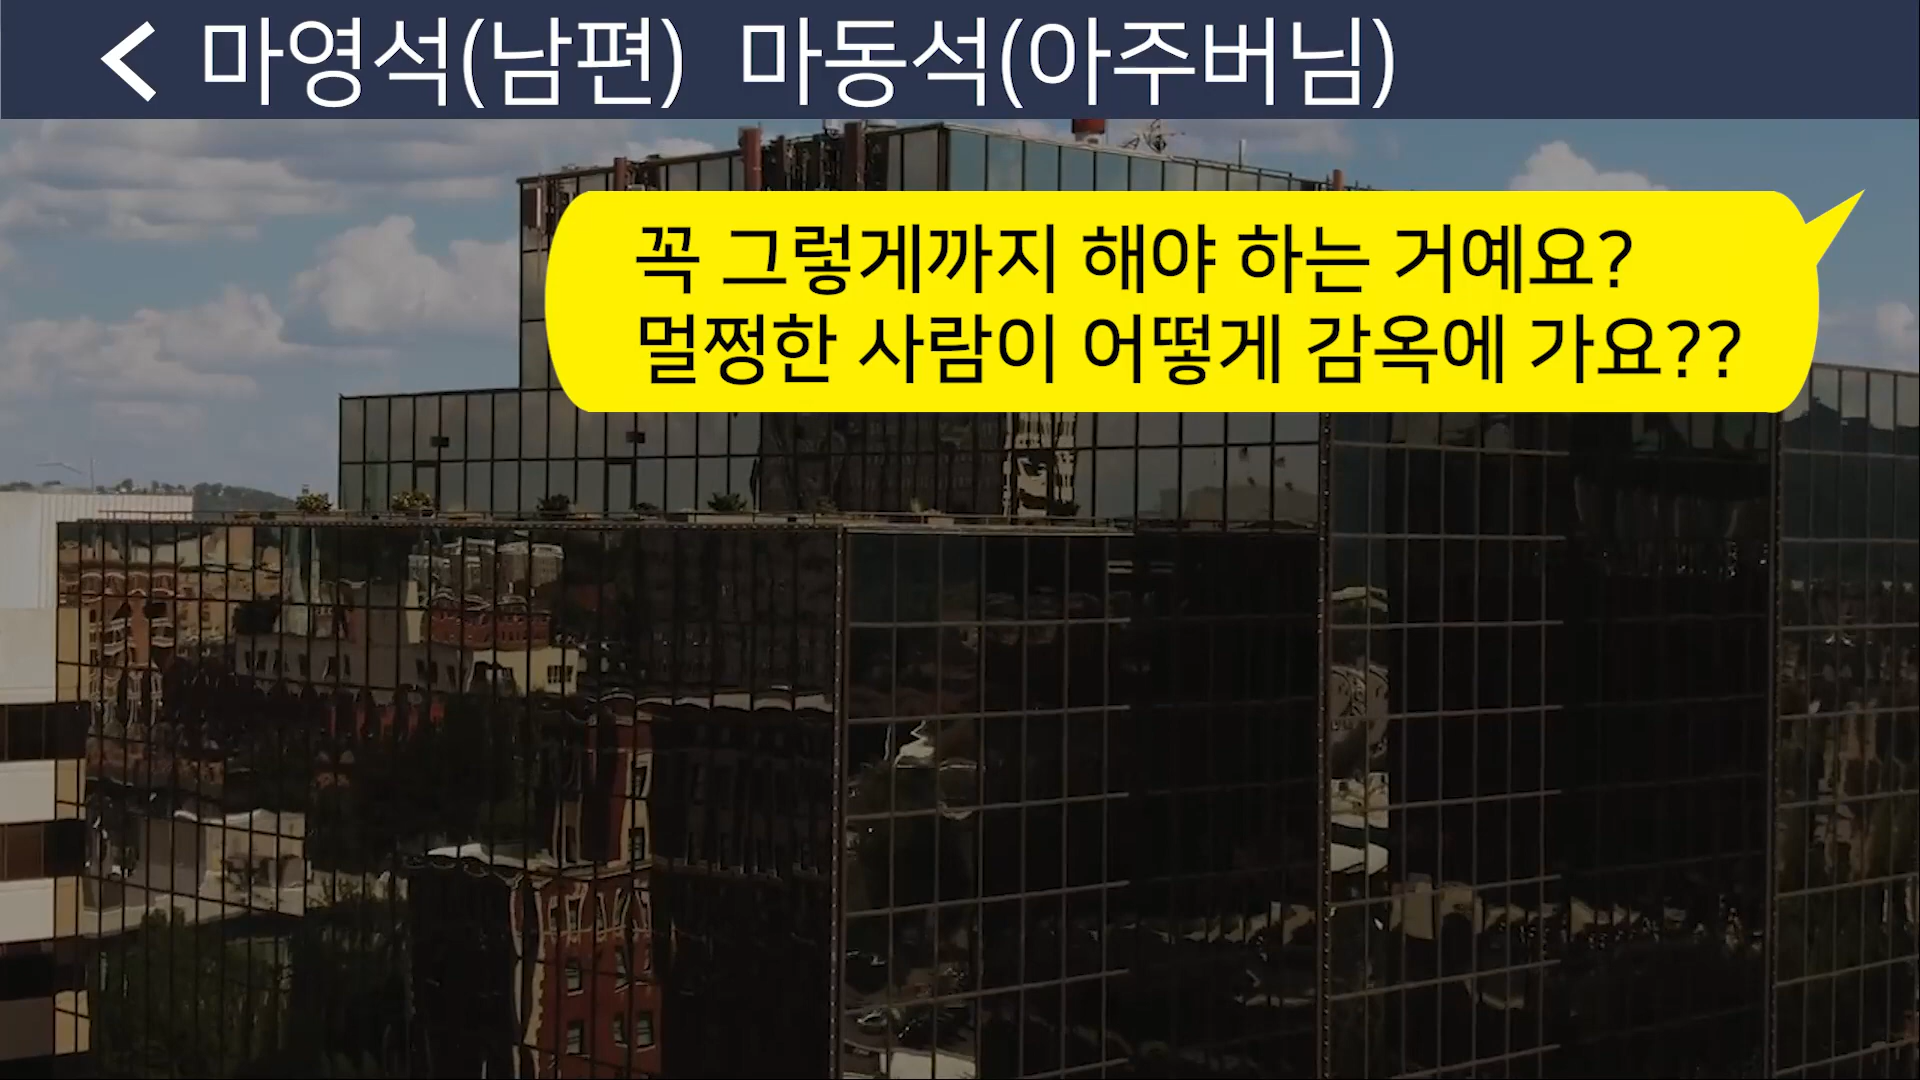 마영석(남편) 마동석(아주버님)
꼭 그렇게까지 해야 하는 거예요?
멀쩡한 사람이 어떻게 감옥에 가요??